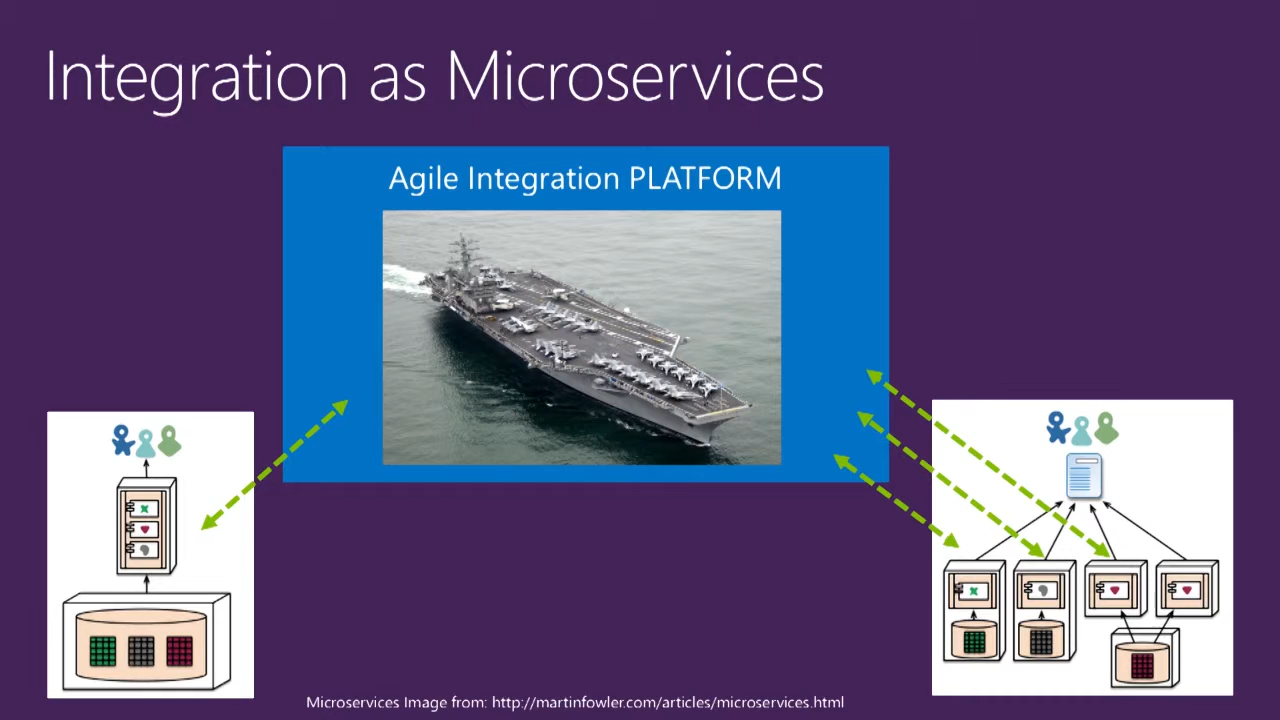 Integration as Microservices
Agile Integration PLATFORM
Microservices Image from: http://martinfowler.com/articles/microservices.html